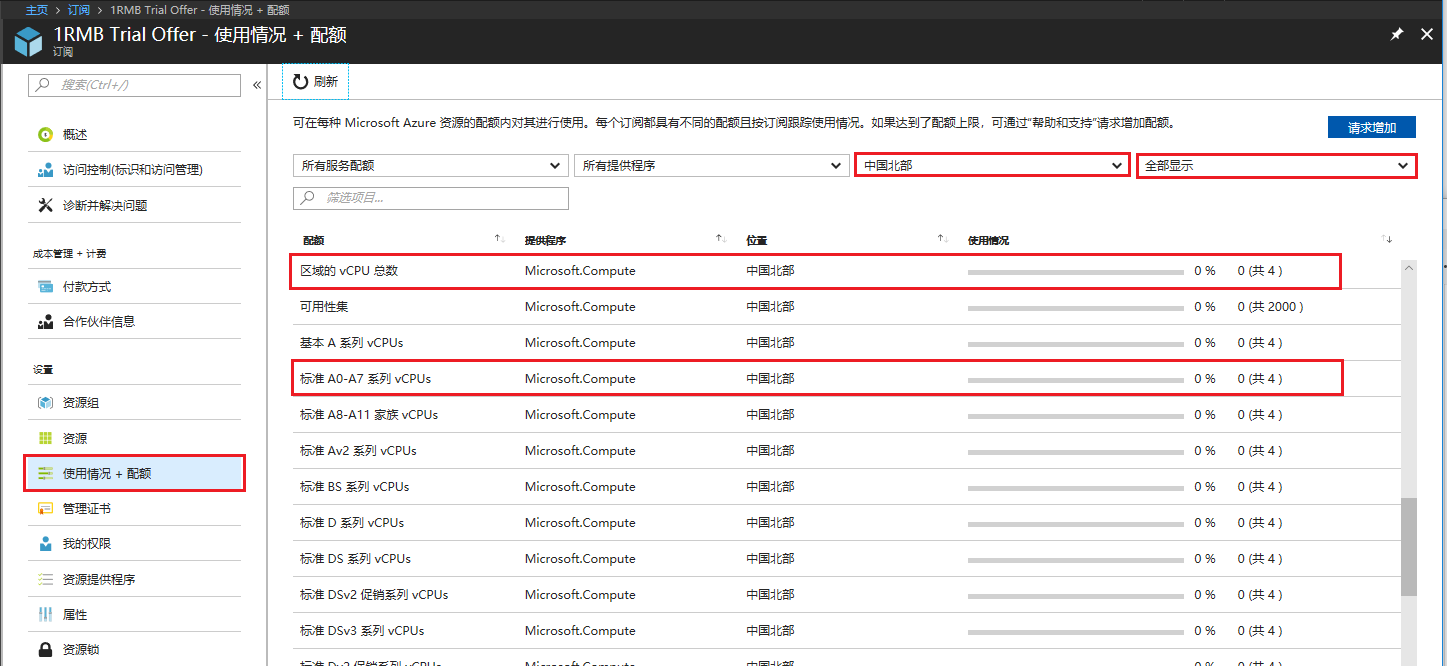 主页 > 订阅 > 1RMB Trial Offer - 使用情况 + 配额
1RMB Trial Offer - 使用情况 + 配额
订阅
搜索(Ctrl+/)
«
概述
访问控制(标识和访问管理)
诊断并解决问题
成本管理 + 计费
付款方式
合作伙伴信息
设置
资源组
资源
使用情况 + 配额
管理证书
我的权限
资源提供程序
属性
资源锁
刷新
可在每种 Microsoft Azure 资源的配额内对其进行使用。每个订阅都具有不同的配额且按订阅跟踪使用情况。如果达到了配额上限，可通过"帮助和支持"请求增加配额。
请求增加
所有服务配额 所有提供程序 中国北部 全部显示
筛选项目...
配额 提供程序 位置 使用情况
区域的 vCPU 总数 Microsoft.Compute 中国北部 0 % 0 (共 4 )
可用性集 Microsoft.Compute 中国北部 0 % 0 (共 2000 )
基本 A 系列 vCPUs Microsoft.Compute 中国北部 0 % 0 (共 4 )
标准 A0-A7 系列 vCPUs Microsoft.Compute 中国北部 0 % 0 (共 4 )
标准 A8-A11 家族 vCPUs Microsoft.Compute 中国北部 0 % 0 (共 4 )
标准 Av2 系列 vCPUs Microsoft.Compute 中国北部 0 % 0 (共 4 )
标准 BS 系列 vCPUs Microsoft.Compute 中国北部 0 % 0 (共 4 )
标准 D 系列 vCPUs Microsoft.Compute 中国北部 0 % 0 (共 4 )
标准 DS 系列 vCPUs Microsoft.Compute 中国北部 0 % 0 (共 4 )
标准 DSv2 促销系列 vCPUs Microsoft.Compute 中国北部 0 % 0 (共 4 )
标准 DSv3 系列 vCPUs Microsoft.Compute 中国北部 0 % 0 (共 4 )
标准 Dv2 促销系列 vCPUs Microsoft.Compute 中国北部 0 % 0 (共 4 )